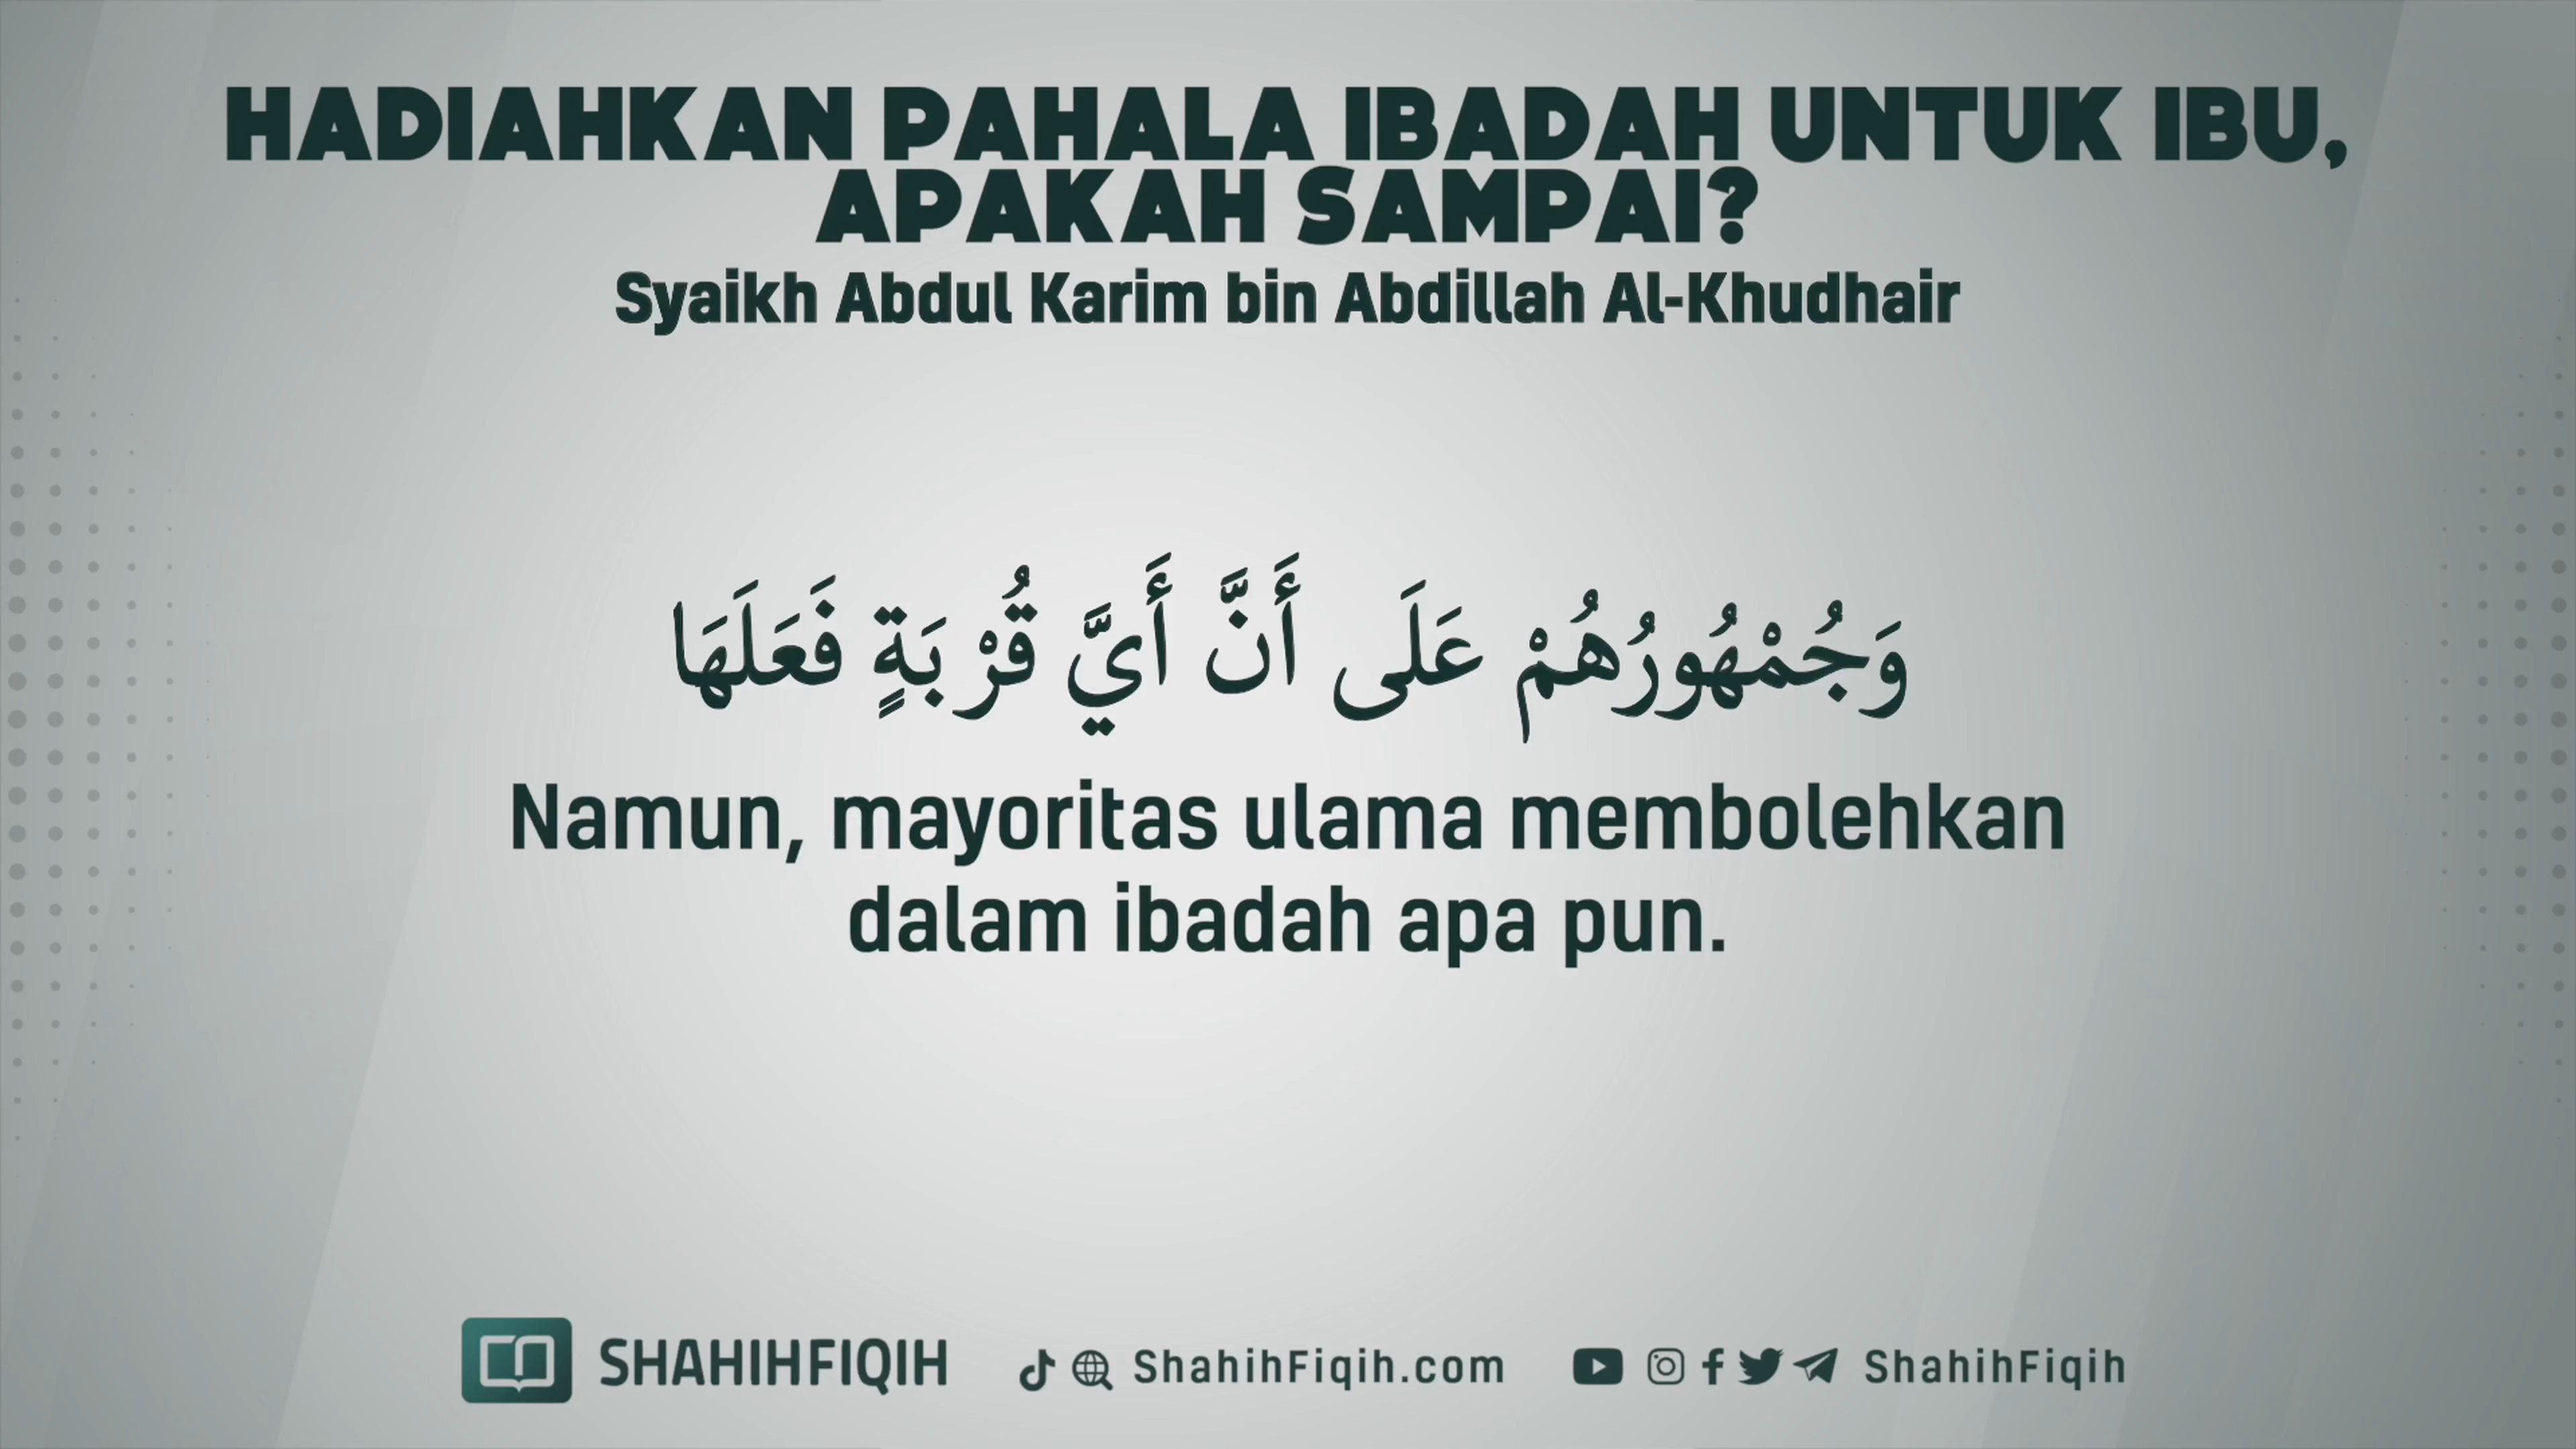 HADIAHKAN PAHALA IBADAH UNTUK IBU,
APAKAH SAMPAI?
Syaikh Abdul Karim bin Abdillah Al-Khudhair
وَجُمْهُورُهُمْ عَلَى أَنَّ أَيَّ قُرْبَةٍ فَعَلَهَا
Namun, mayoritas ulama membolehkan
dalam ibadah apa pun.
SHAHIHFIQIH ShahihFiqih.com ShahihFiqih